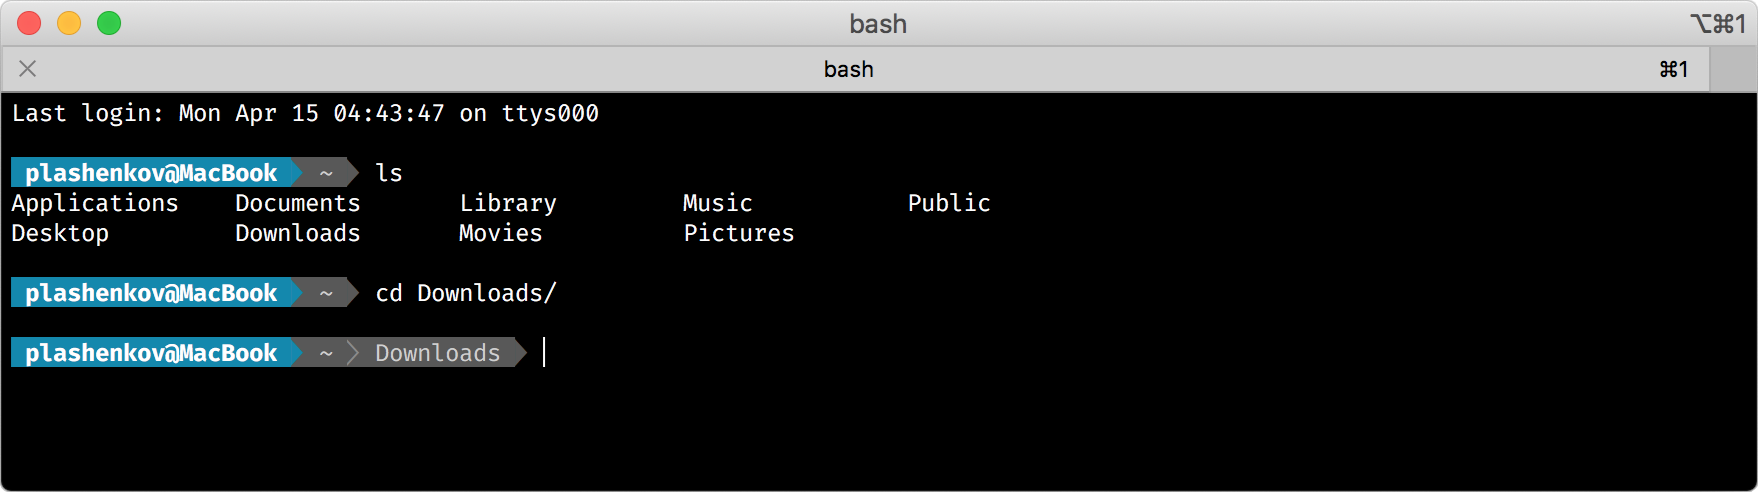 bash ⌥⌘1
bash ⌘1
Last login: Mon Apr 15 04:43:47 on ttys000
plashenkov@MacBook ~ ls
Applications Documents Library Music Public
Desktop Downloads Movies Pictures
plashenkov@MacBook ~ cd Downloads/
plashenkov@MacBook ~ Downloads